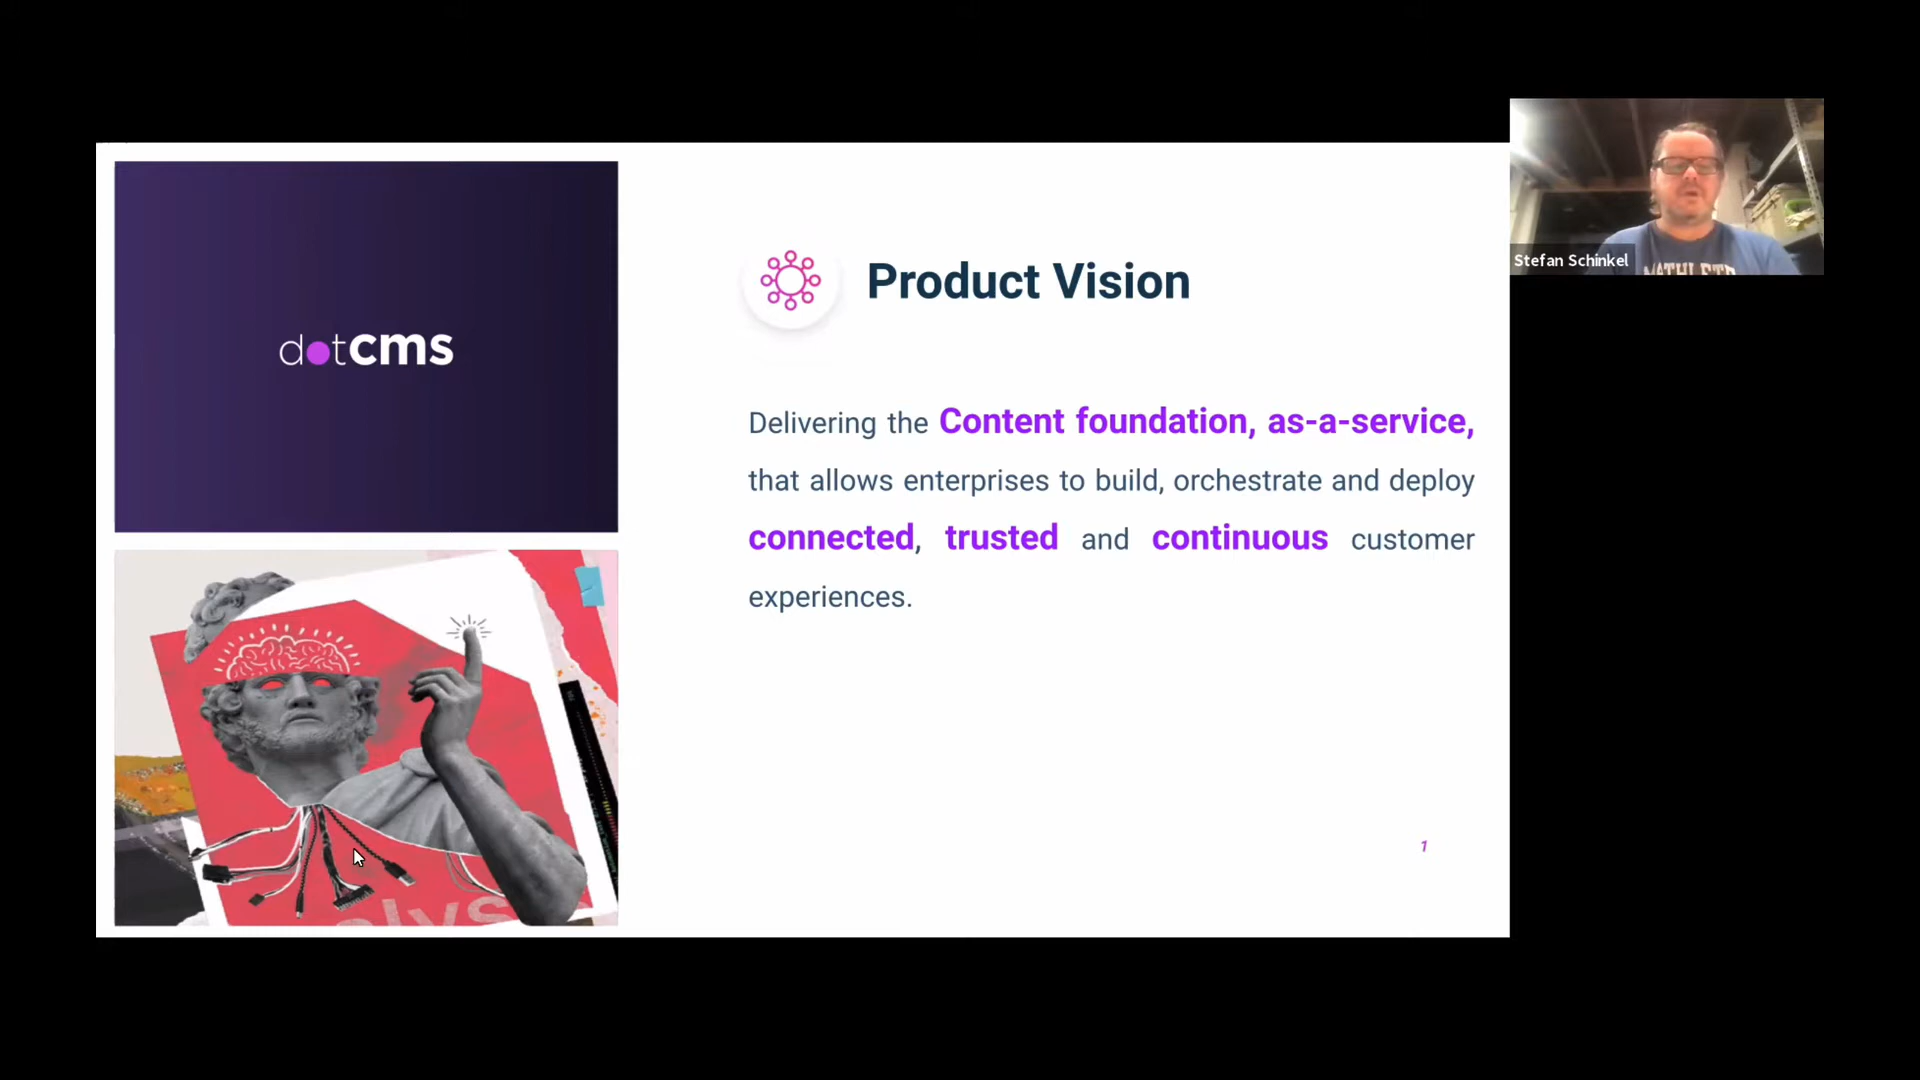 dotcms
Product Vision
Delivering the Content foundation, as-a-service,
that allows enterprises to build, orchestrate and deploy
connected, trusted and continuous customer
experiences.
1
Stefan Schinkel